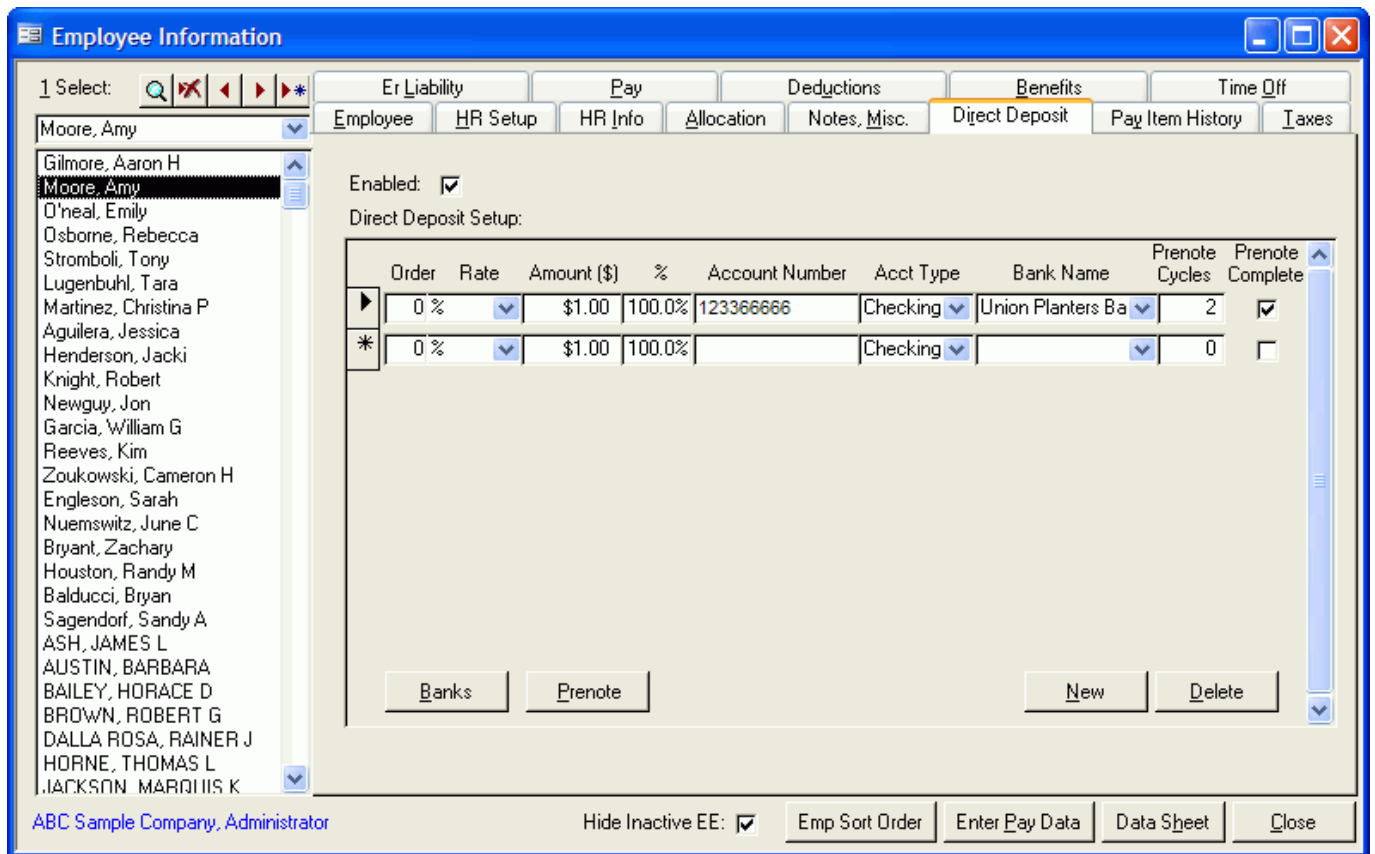 Employee Information
1 Select:
Moore, Amy
Gilmore, Aaron H
Moore, Amy
O'neal, Emily
Osborne, Rebecca
Stromboli, Tony
Lugenbuhl, Tara
Martinez, Christina P
Aguilera, Jessica
Henderson, Jacki
Knight, Robert
Newguy, Jon
Garcia, William G
Reeves, Kim
Zoukowski, Cameron H
Engleson, Sarah
Nuemswitz, June C
Bryant, Zachary
Houston, Randy M
Balducci, Bryan
Sagendorf, Sandy A
ASH, JAMES L
AUSTIN, BARBARA
BAILEY, HORACE D
BROWN, ROBERT G
DALLA ROSA, RAINER J
HORNE, THOMAS L
JACKSON, MARQUIS K
Er Liability Pay Deductions Benefits Time Off
Employee HR Setup HR Info Allocation Notes, Misc. Direct Deposit Pay Item History Taxes
Enabled:
Direct Deposit Setup:
Order Rate Amount ($) % Account Number Acct Type Bank Name Prenote Cycles Prenote Complete
0 % $1.00 100.0% 123366666 Checking Union Planters Ba 2
* 0 % $1.00 100.0% Checking 0
Banks Prenote New Delete
ABC Sample Company, Administrator Hide Inactive EE: Emp Sort Order Enter Pay Data Data Sheet Close